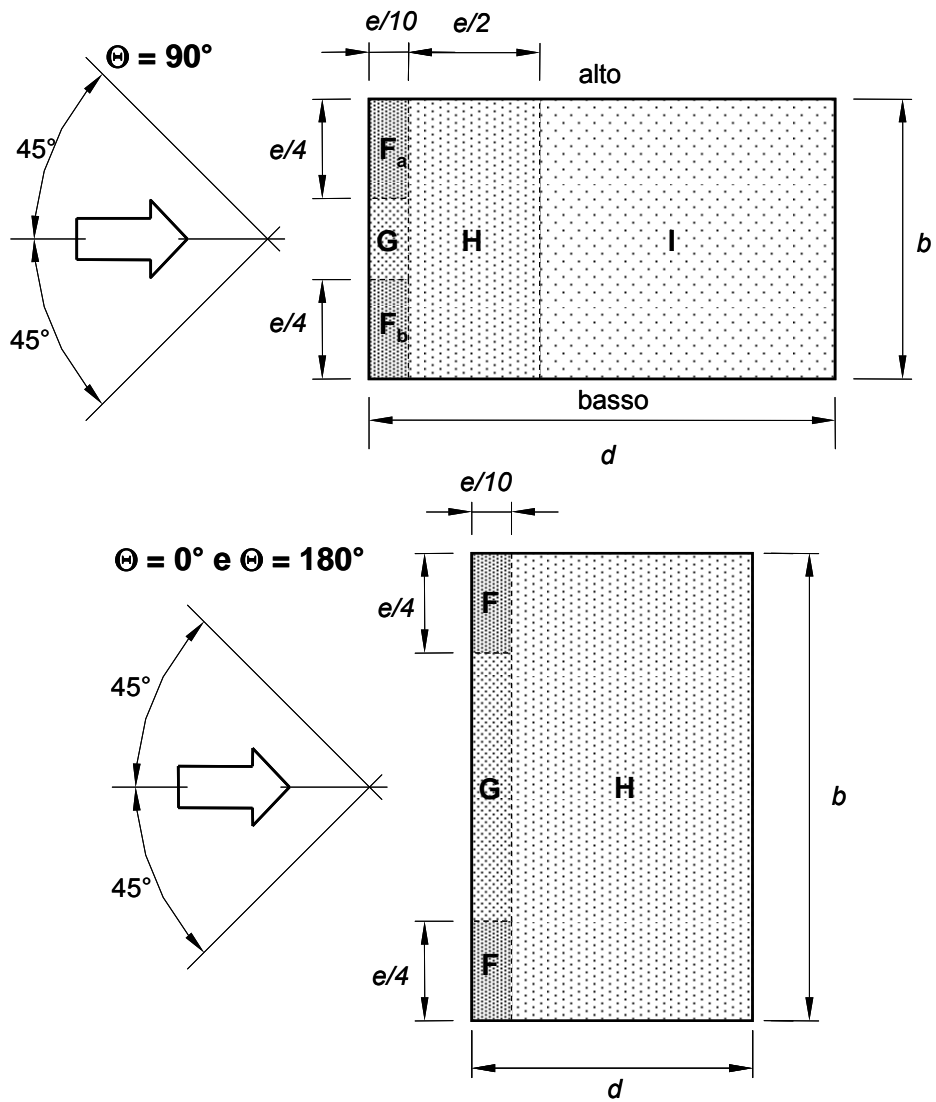 e/10
e/2
Θ = 90°
alto
45°
e/4
Fa
G
H
I
b
45°
e/4
Fb
basso
d
e/10
Θ = 0° e Θ = 180°
e/4
F
45°
G
H
b
45°
e/4
F
d